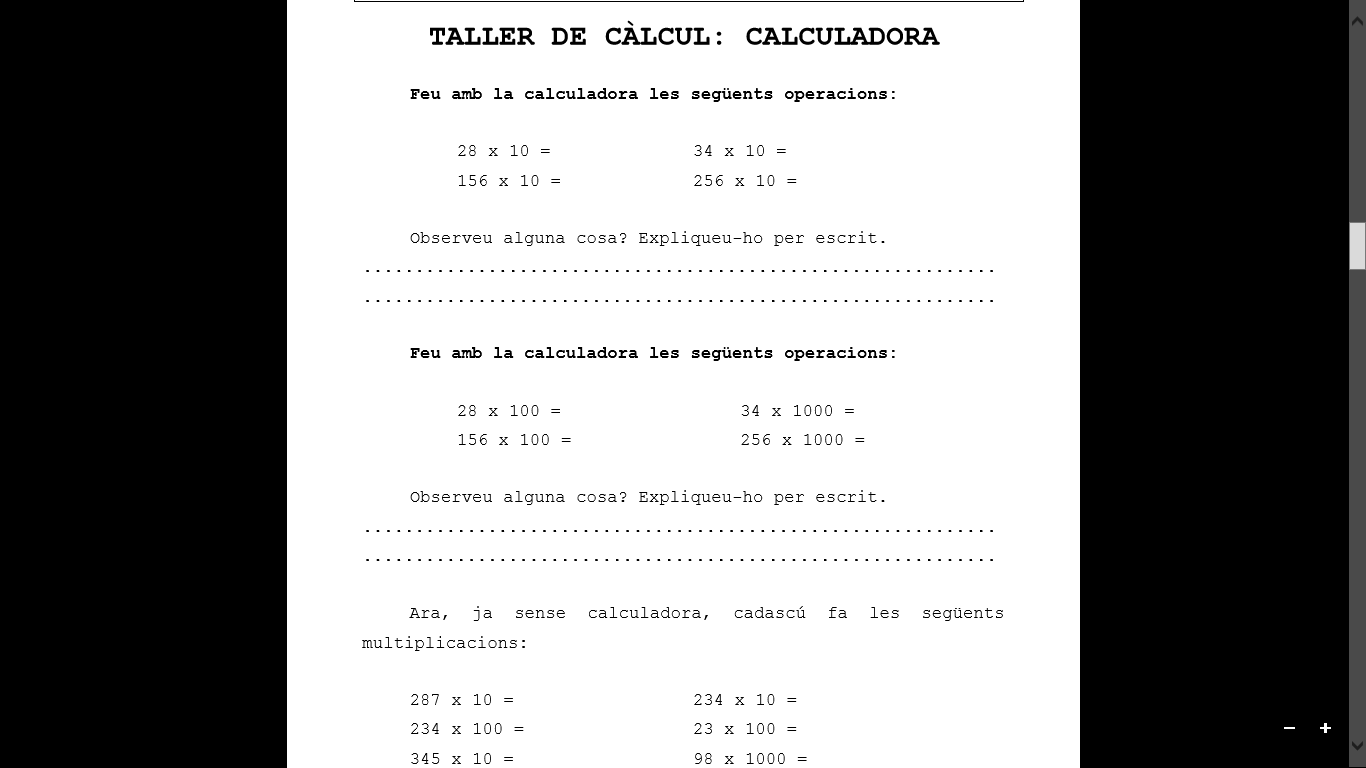 TALLER DE CÀLCUL: CALCULADORA
Feu amb la calculadora les següents operacions:
28 x 10 = 34 x 10 =
156 x 10 = 256 x 10 =
Observeu alguna cosa? Expliqueu-ho per escrit.
.............................................................
.............................................................
Feu amb la calculadora les següents operacions:
28 x 100 = 34 x 1000 =
156 x 100 = 256 x 1000 =
Observeu alguna cosa? Expliqueu-ho per escrit.
.............................................................
.............................................................
Ara, ja sense calculadora, cadascú fa les següents
multiplicacions:
287 x 10 = 234 x 10 =
234 x 100 = 23 x 100 =
345 x 10 = 98 x 1000 =